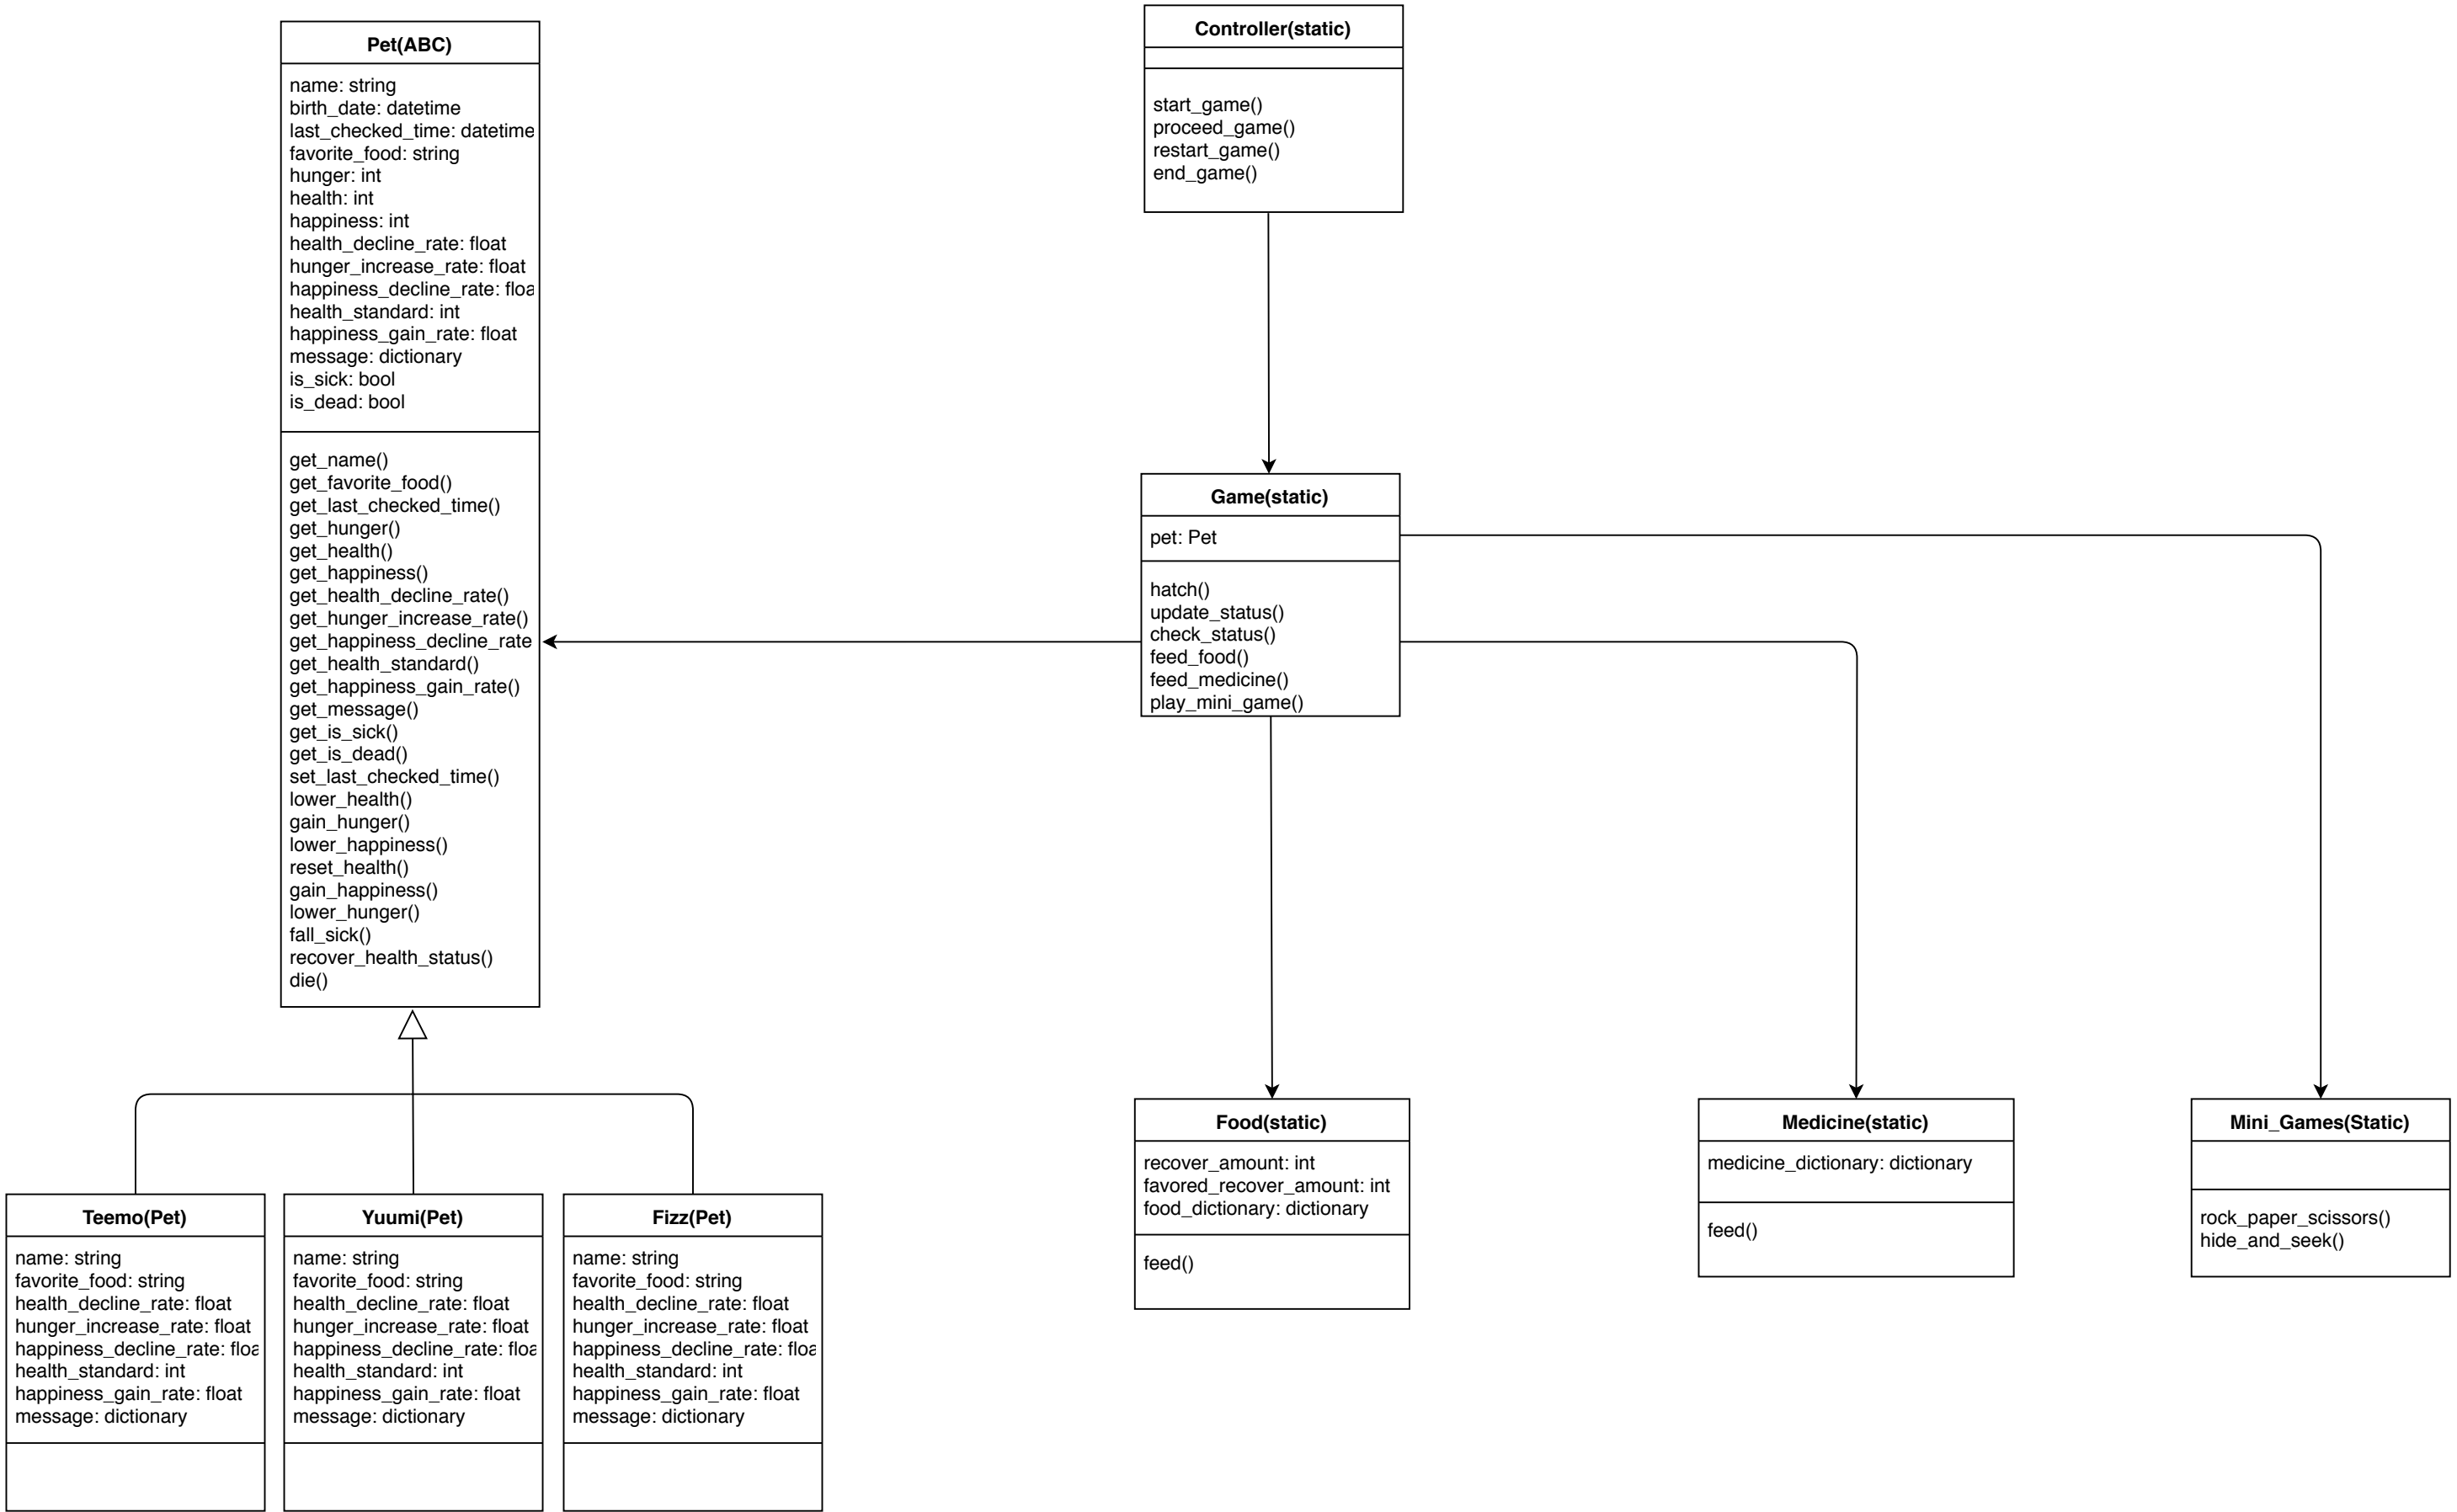 Pet(ABC)
name: string
birth_date: datetime
last_checked_time: datetime
favorite_food: string
hunger: int
health: int
happiness: int
health_decline_rate: float
hunger_increase_rate: float
happiness_decline_rate: floa
health_standard: int
happiness_gain_rate: float
message: dictionary
is_sick: bool
is_dead: bool
get_name()
get_favorite_food()
get_last_checked_time()
get_hunger()
get_health()
get_happiness()
get_health_decline_rate()
get_hunger_increase_rate()
get_happiness_decline_rate
get_health_standard()
get_happiness_gain_rate()
get_message()
get_is_sick()
get_is_dead()
set_last_checked_time()
lower_health()
gain_hunger()
lower_happiness()
reset_health()
gain_happiness()
lower_hunger()
fall_sick()
recover_health_status()
die()
Controller(static)
start_game()
proceed_game()
restart_game()
end_game()
Game(static)
pet: Pet
hatch()
update_status()
check_status()
feed_food()
feed_medicine()
play_mini_game()
Teemo(Pet)
name: string
favorite_food: string
health_decline_rate: float
hunger_increase_rate: float
happiness_decline_rate: floa
health_standard: int
happiness_gain_rate: float
message: dictionary
Yuumi(Pet)
name: string
favorite_food: string
health_decline_rate: float
hunger_increase_rate: float
happiness_decline_rate: floa
health_standard: int
happiness_gain_rate: float
message: dictionary
Fizz(Pet)
name: string
favorite_food: string
health_decline_rate: float
hunger_increase_rate: float
happiness_decline_rate: floa
health_standard: int
happiness_gain_rate: float
message: dictionary
Food(static)
recover_amount: int
favored_recover_amount: int
food_dictionary: dictionary
feed()
Medicine(static)
medicine_dictionary: dictionary
feed()
Mini_Games(Static)
rock_paper_scissors()
hide_and_seek()